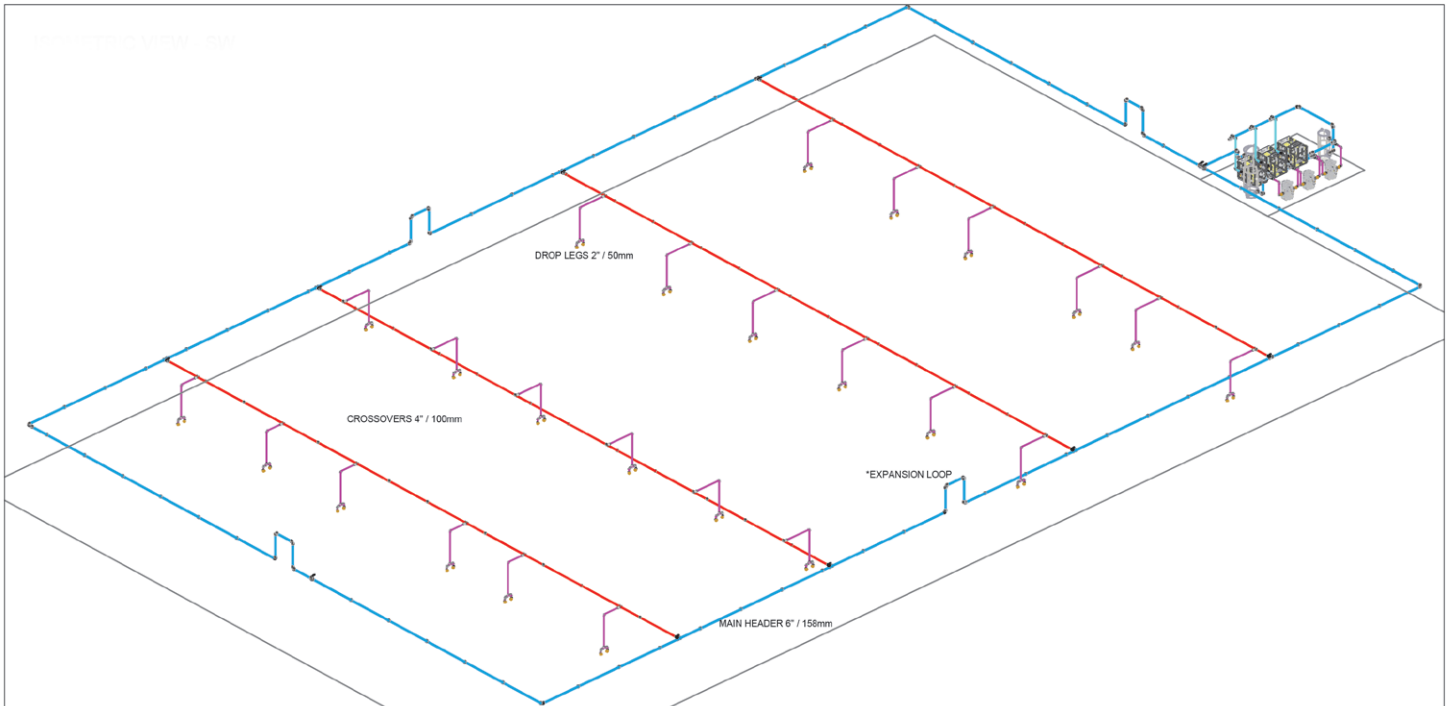 DROP LEGS 2" / 50mm
CROSSOVERS 4" / 100mm
*EXPANSION LOOP
MAIN HEADER 6" / 158mm